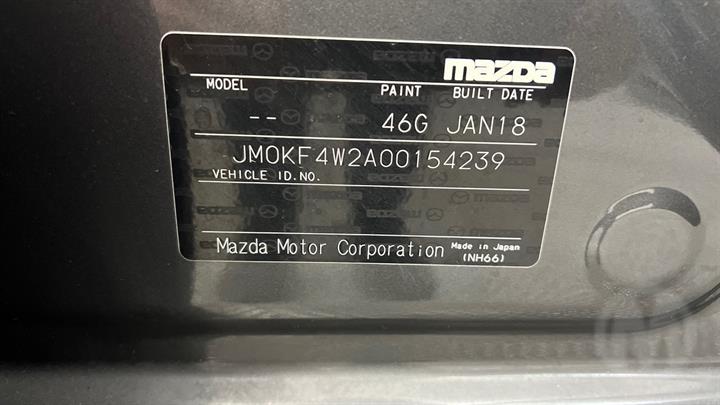 mazda
MODEL PAINT BUILT DATE
-- 46G JAN18
JM0KF4W2A00154239
VEHICLE ID.NO.
Mazda Motor Corporation Made in Japan
(NH66)